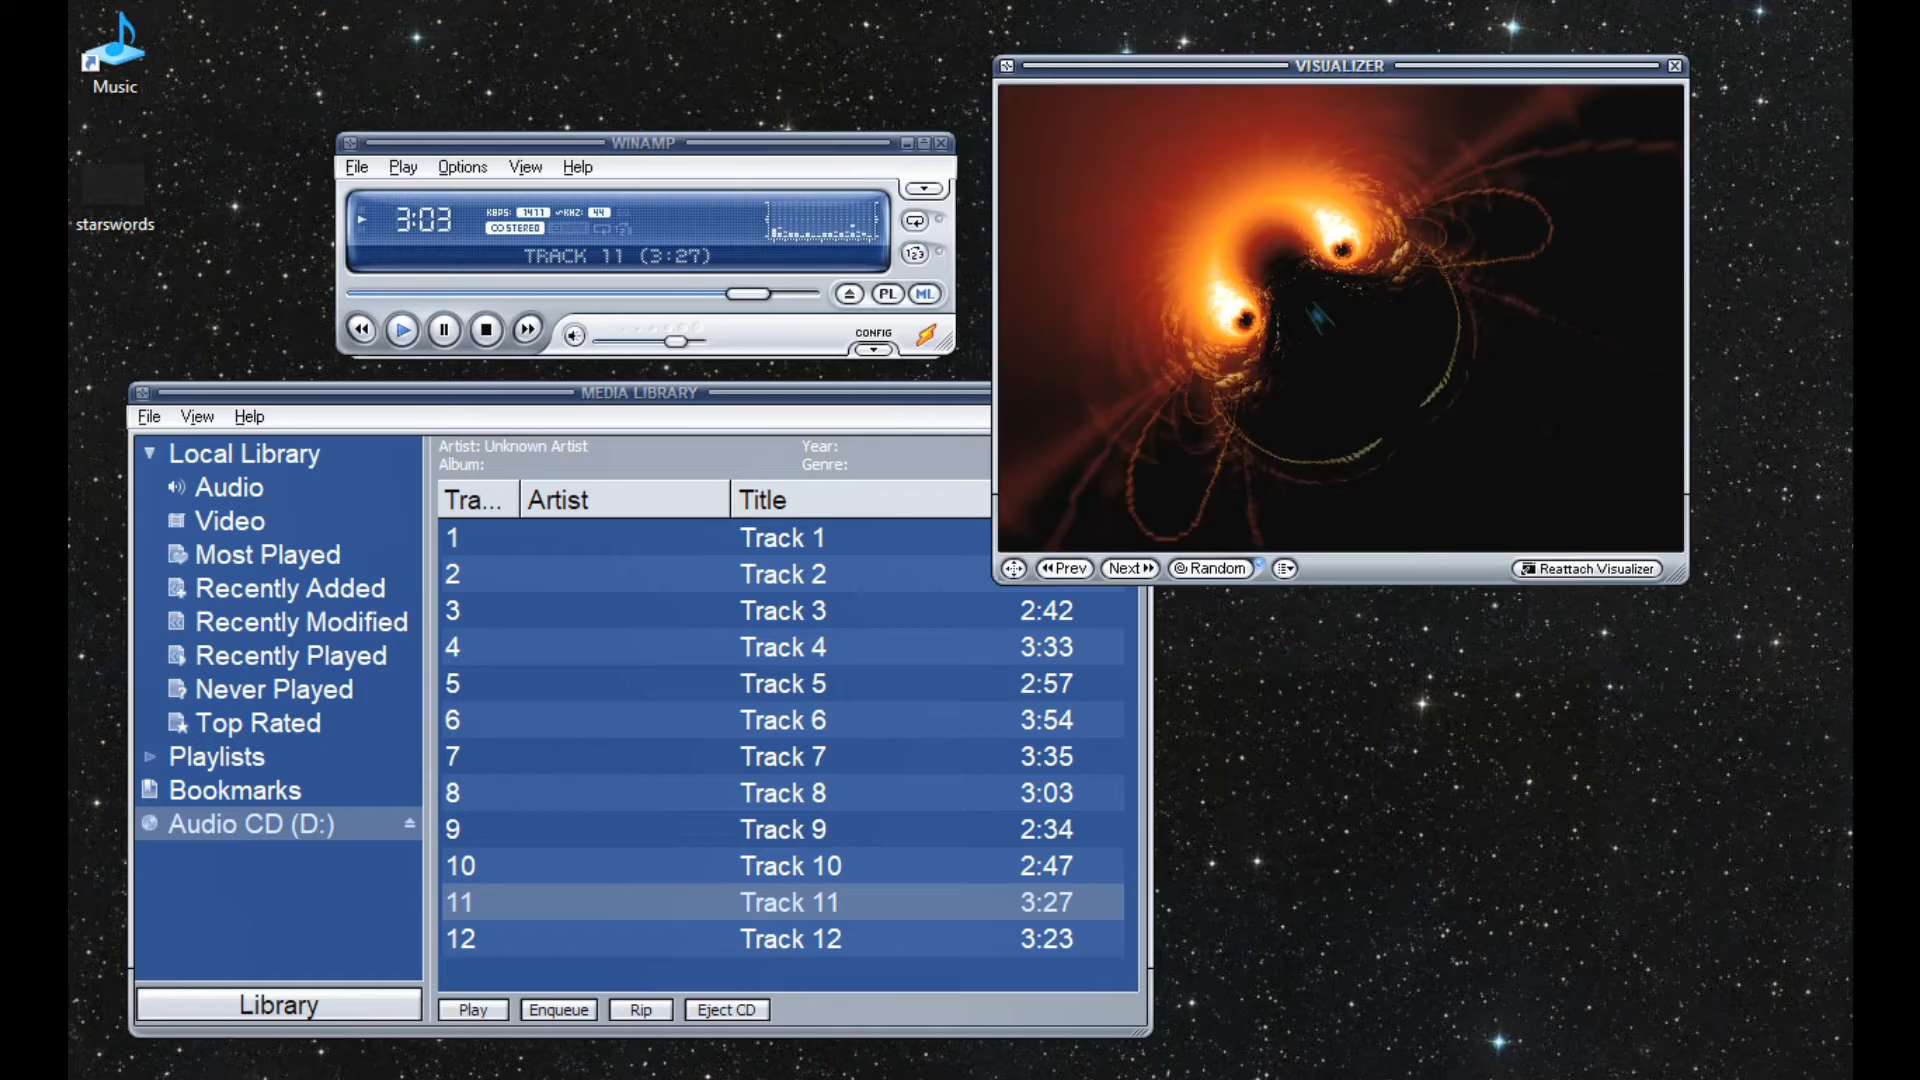 Music
starswords
WINAMP
File Play Options View Help
3:03
KBPS: 1411 KHZ: 44
STEREO
TRACK 11 (3:27)
PL ML
CONFIG
VISUALIZER
Prev Next Random Reattach Visualizer
MEDIA LIBRARY
File View Help
Local Library
Audio
Video
Most Played
Recently Added
Recently Modified
Recently Played
Never Played
Top Rated
Playlists
Bookmarks
Audio CD (D:)
Library
Artist: Unknown Artist Year:
Album: Genre:
Tra... Artist Title
1 Track 1
2 Track 2
3 Track 3 2:42
4 Track 4 3:33
5 Track 5 2:57
6 Track 6 3:54
7 Track 7 3:35
8 Track 8 3:03
9 Track 9 2:34
10 Track 10 2:47
11 Track 11 3:27
12 Track 12 3:23
Play Enqueue Rip Eject CD